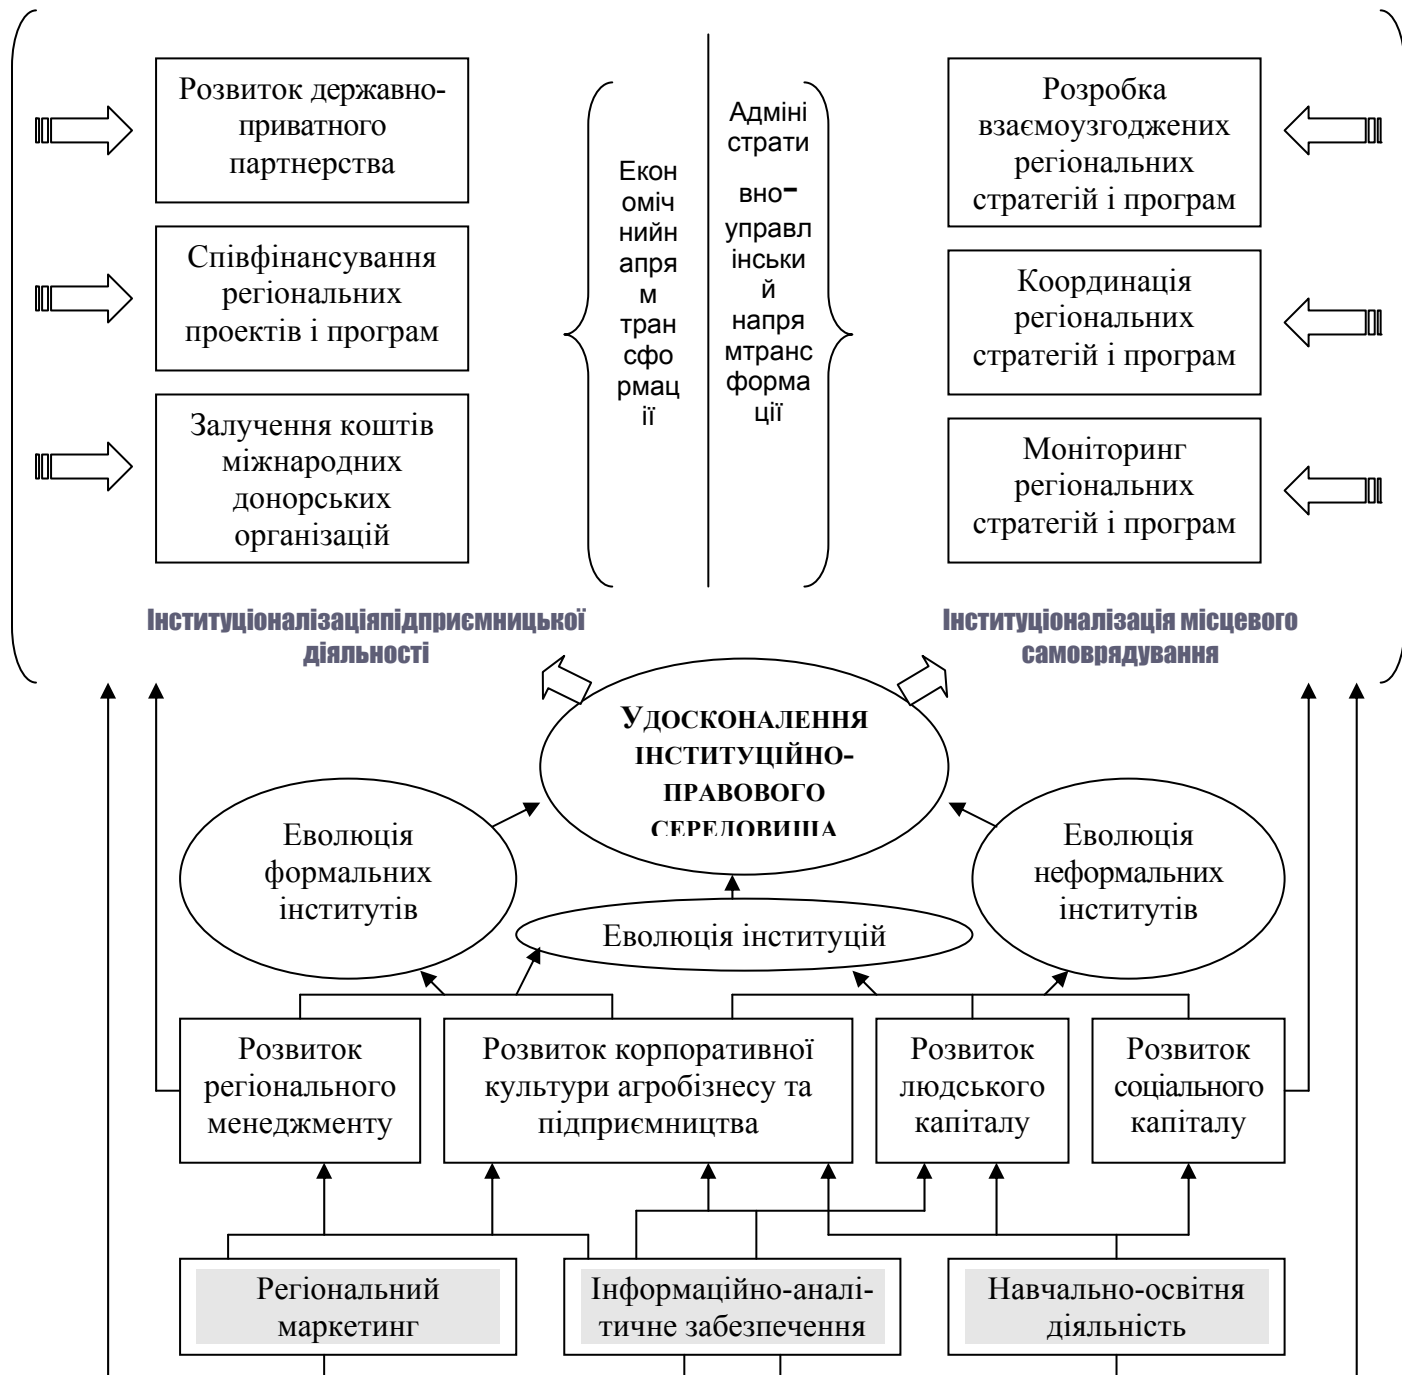 Розвиток державно-
приватного
партнерства
Співфінансування
регіональних
проектів і програм
Залучення коштів
міжнародних
донорських
організацій
Екон
оміч
нийн
апря
м
тран
сфо
рмац
ії
Адміні
страти
вно-
управл
інськи
й
напря
мтранс
форма
ції
Розробка
взаємоузгоджених
регіональних
стратегій і програм
Координація
регіональних
стратегій і програм
Моніторинг
регіональних
стратегій і програм
Інституціоналізаціяпідприємницької
діяльності
Інституціоналізація місцевого
самоврядування
УДОСКОНАЛЕННЯ
ІНСТИТУЦІЙНО-
ПРАВОВОГО
СЕРЕДОВИЩА
Еволюція
формальних
інститутів
Еволюція інституцій
Еволюція
неформальних
інститутів
Розвиток
регіонального
менеджменту
Розвиток корпоративної
культури агробізнесу та
підприємництва
Розвиток
людського
капіталу
Розвиток
соціального
капіталу
Регіональний
маркетинг
Інформаційно-аналі-
тичне забезпечення
Навчально-освітня
діяльність